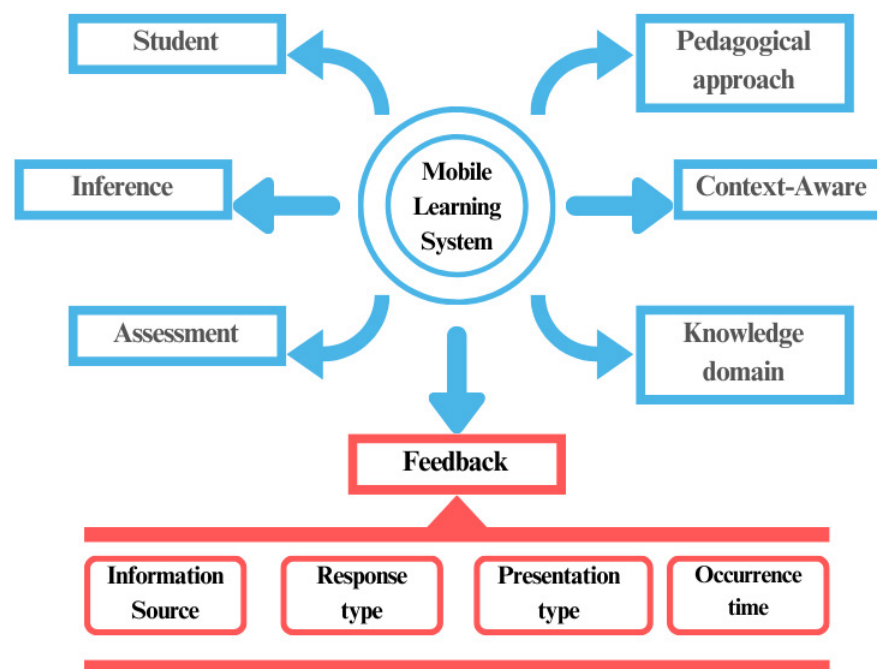 Student
Pedagogical
approach
Mobile
Learning
System
Inference
Context-Aware
Assessment
Knowledge
domain
Feedback
Information
Source
Response
type
Presentation
type
Occurrence
time